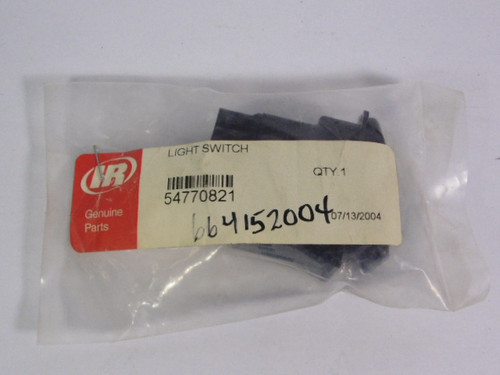 LIGHT SWITCH
IR
54770821
QTY.1
Genuine
Parts
664152004
07/13/2004